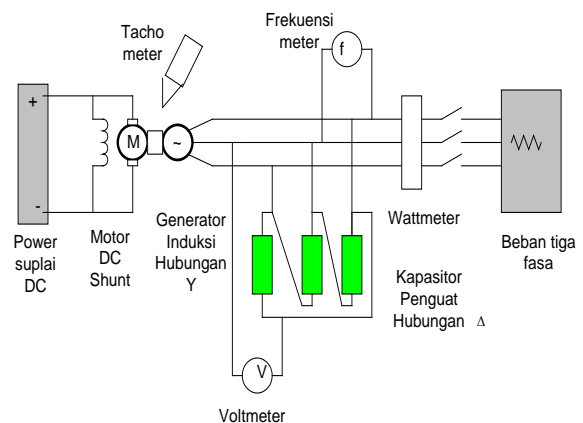 Tacho
meter
Frekuensi
meter
f
+
-
M
~
V
Power
suplai
DC
Motor
DC
Shunt
Generator
Induksi
Hubungan
Y
Wattmeter
Kapasitor
Penguat
Hubungan Δ
Beban tiga
fasa
Voltmeter